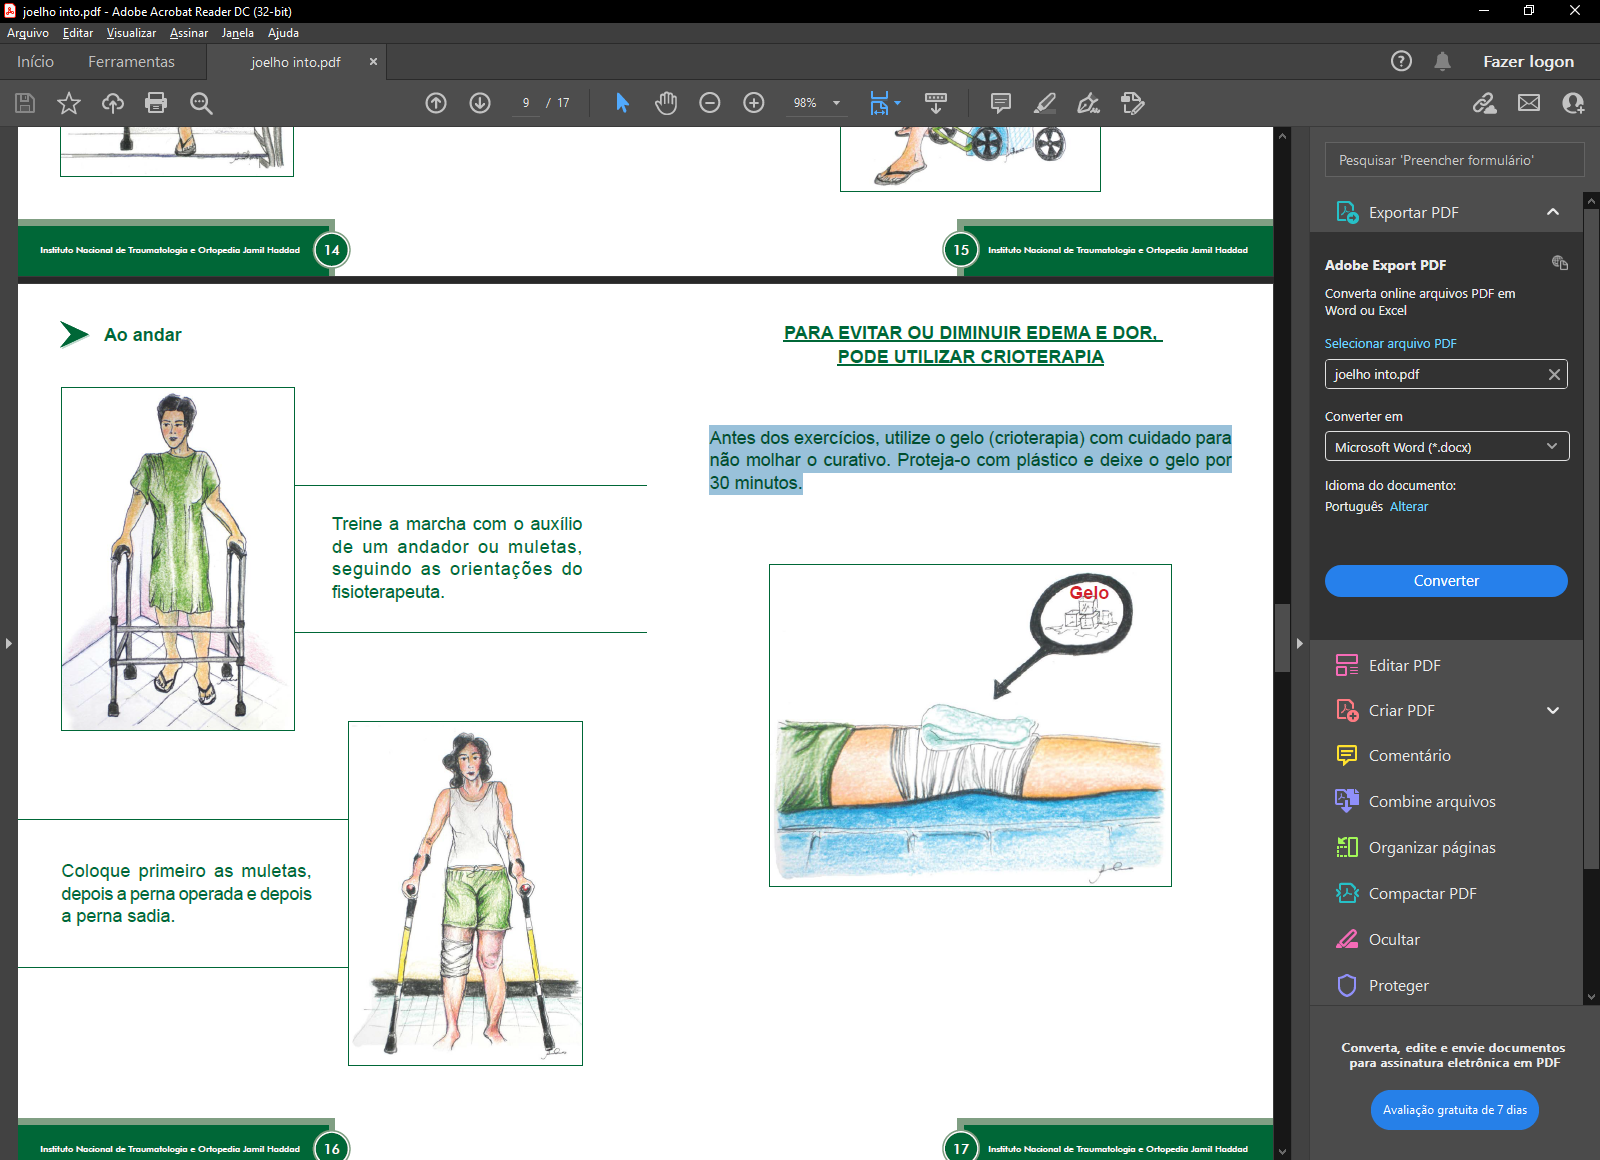 joelho into.pdf - Adobe Acrobat Reader DC (32-bit)
Arquivo Editar Visualizar Assinar Janela Ajuda
Início Ferramentas joelho into.pdf × Fazer logon
9 / 17 98%
Instituto Nacional de Traumatologia e Ortopedia Jamil Haddad 14
15 Instituto Nacional de Traumatologia e Ortopedia Jamil Haddad
Ao andar
Treine a marcha com o auxílio
de um andador ou muletas,
seguindo as orientações do
fisioterapeuta.
Coloque primeiro as muletas,
depois a perna operada e depois
a perna sadia.
Instituto Nacional de Traumatologia e Ortopedia Jamil Haddad 16
PARA EVITAR OU DIMINUIR EDEMA E DOR,
PODE UTILIZAR CRIOTERAPIA
Antes dos exercícios, utilize o gelo (crioterapia) com cuidado para
não molhar o curativo. Proteja-o com plástico e deixe o gelo por
30 minutos.
Gelo
17 Instituto Nacional de Traumatologia e Ortopedia Jamil Haddad
Pesquisar 'Preencher formulário'
Exportar PDF
Adobe Export PDF
Converta online arquivos PDF em
Word ou Excel
Selecionar arquivo PDF
joelho into.pdf
Converter em
Microsoft Word (*.docx)
Idioma do documento:
Português Alterar
Converter
Editar PDF
Criar PDF
Comentário
Combine arquivos
Organizar páginas
Compactar PDF
Ocultar
Proteger
Converta, edite e envie documentos
para assinatura eletrônica em PDF
Avaliação gratuita de 7 dias